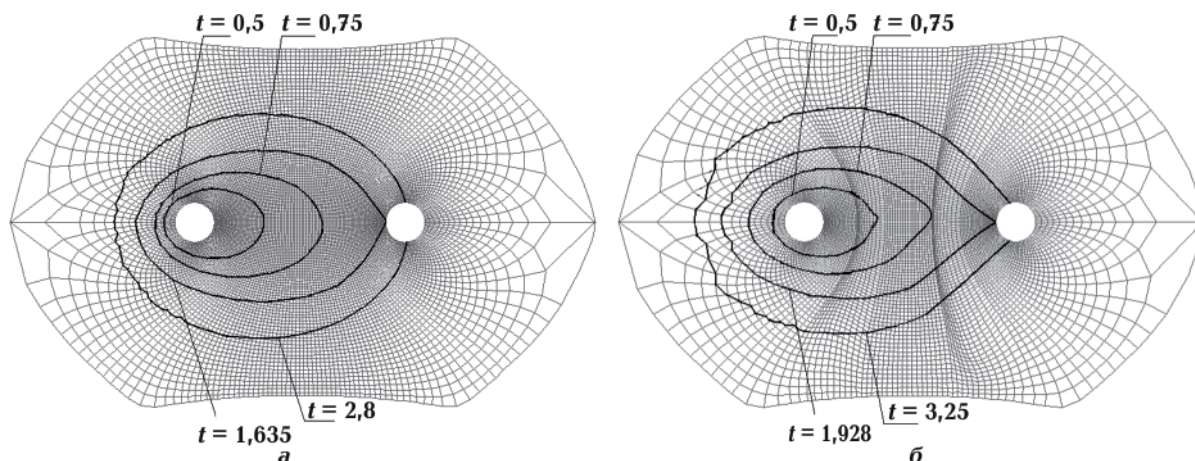 t = 0,5
t = 0,75
t = 2,8
t = 1,635
а
t = 0,5
t = 0,75
t = 3,25
t = 1,928
б